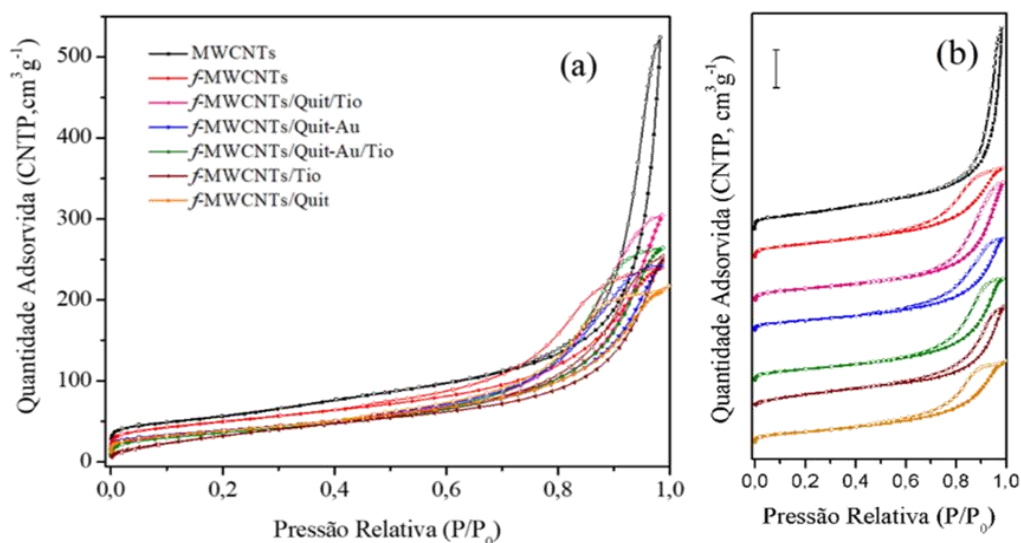 (a)
MWCNTs
f-MWCNTs
f-MWCNTs/Quit/Tio
f-MWCNTs/Quit-Au
f-MWCNTs/Quit-Au/Tio
f-MWCNTs/Tio
f-MWCNTs/Quit
Quantidade Adsorvida (CNTP,cm³g⁻¹)
500
400
300
200
100
0
0,0 0,2 0,4 0,6 0,8 1,0
Pressão Relativa (P/P₀)
(b)
Quantidade Adsorvida (CNTP, cm³g⁻¹)
0,0 0,2 0,4 0,6 0,8 1,0
Pressão Relativa (P/P₀)